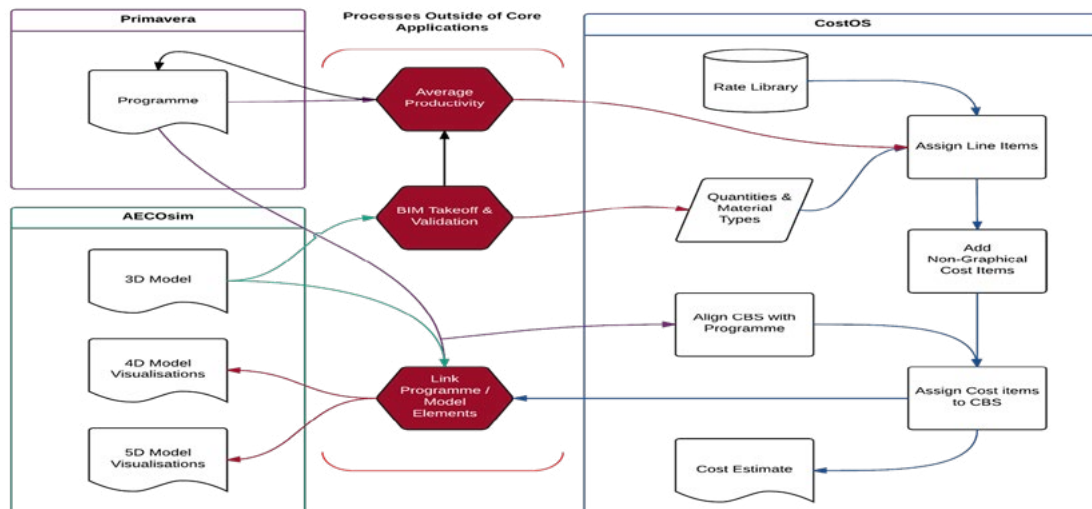 Primavera
Processes Outside of Core
Applications
CostOS
Programme
Average
Productivity
Rate Library
Assign Line Items
AECOsim
BIM Takeoff &
Validation
Quantities &
Material
Types
Add
Non-Graphical
Cost Items
3D Model
Align CBS with
Programme
4D Model
Visualisations
Link
Programme /
Model
Elements
Assign Cost items
to CBS
5D Model
Visualisations
Cost Estimate